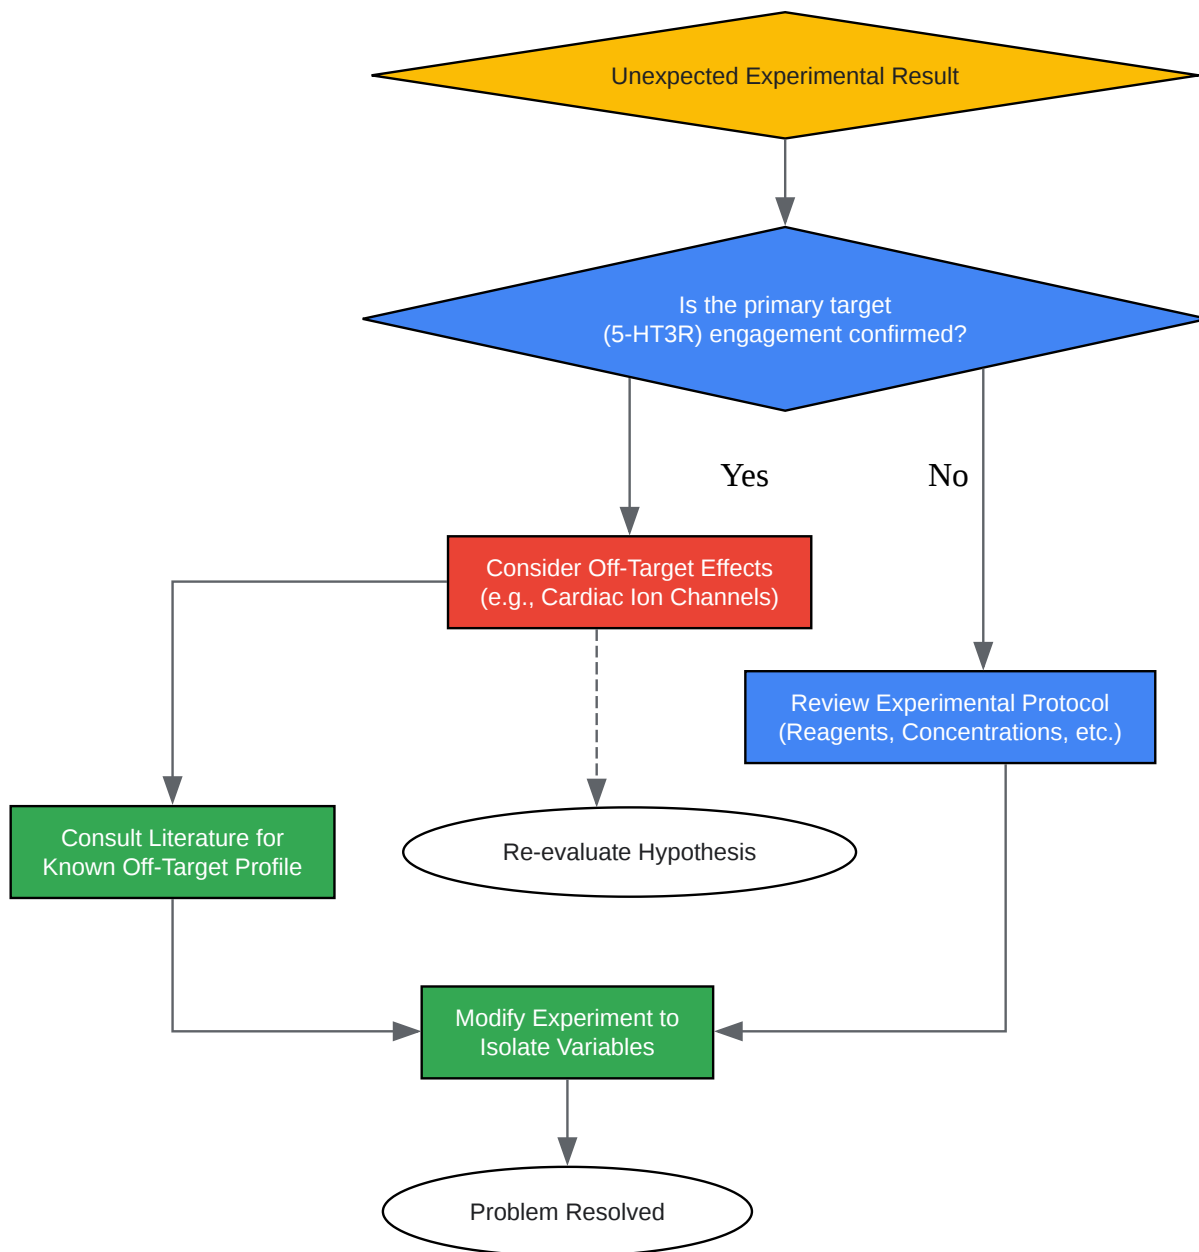 Unexpected Experimental Result
Is the primary target
(5-HT3R) engagement confirmed?
Yes
No
Consider Off-Target Effects
(e.g., Cardiac Ion Channels)
Review Experimental Protocol
(Reagents, Concentrations, etc.)
Consult Literature for
Known Off-Target Profile
Re-evaluate Hypothesis
Modify Experiment to
Isolate Variables
Problem Resolved